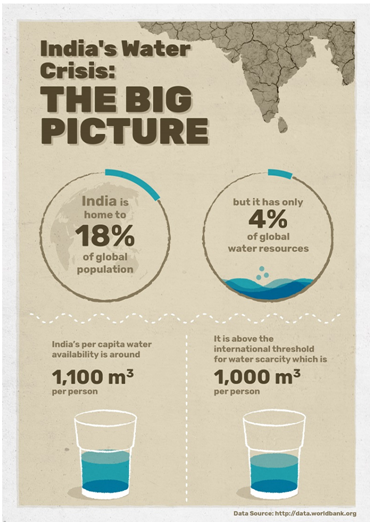 India's Water
Crisis:
THE BIG
PICTURE
India is
home to
18%
of global
population
but it has only
4%
of global
water resources
India's per capita water
availability is around
1,100 m³
per person
It is above the
international threshold
for water scarcity which is
1,000 m³
per person
Data Source: http://data.worldbank.org